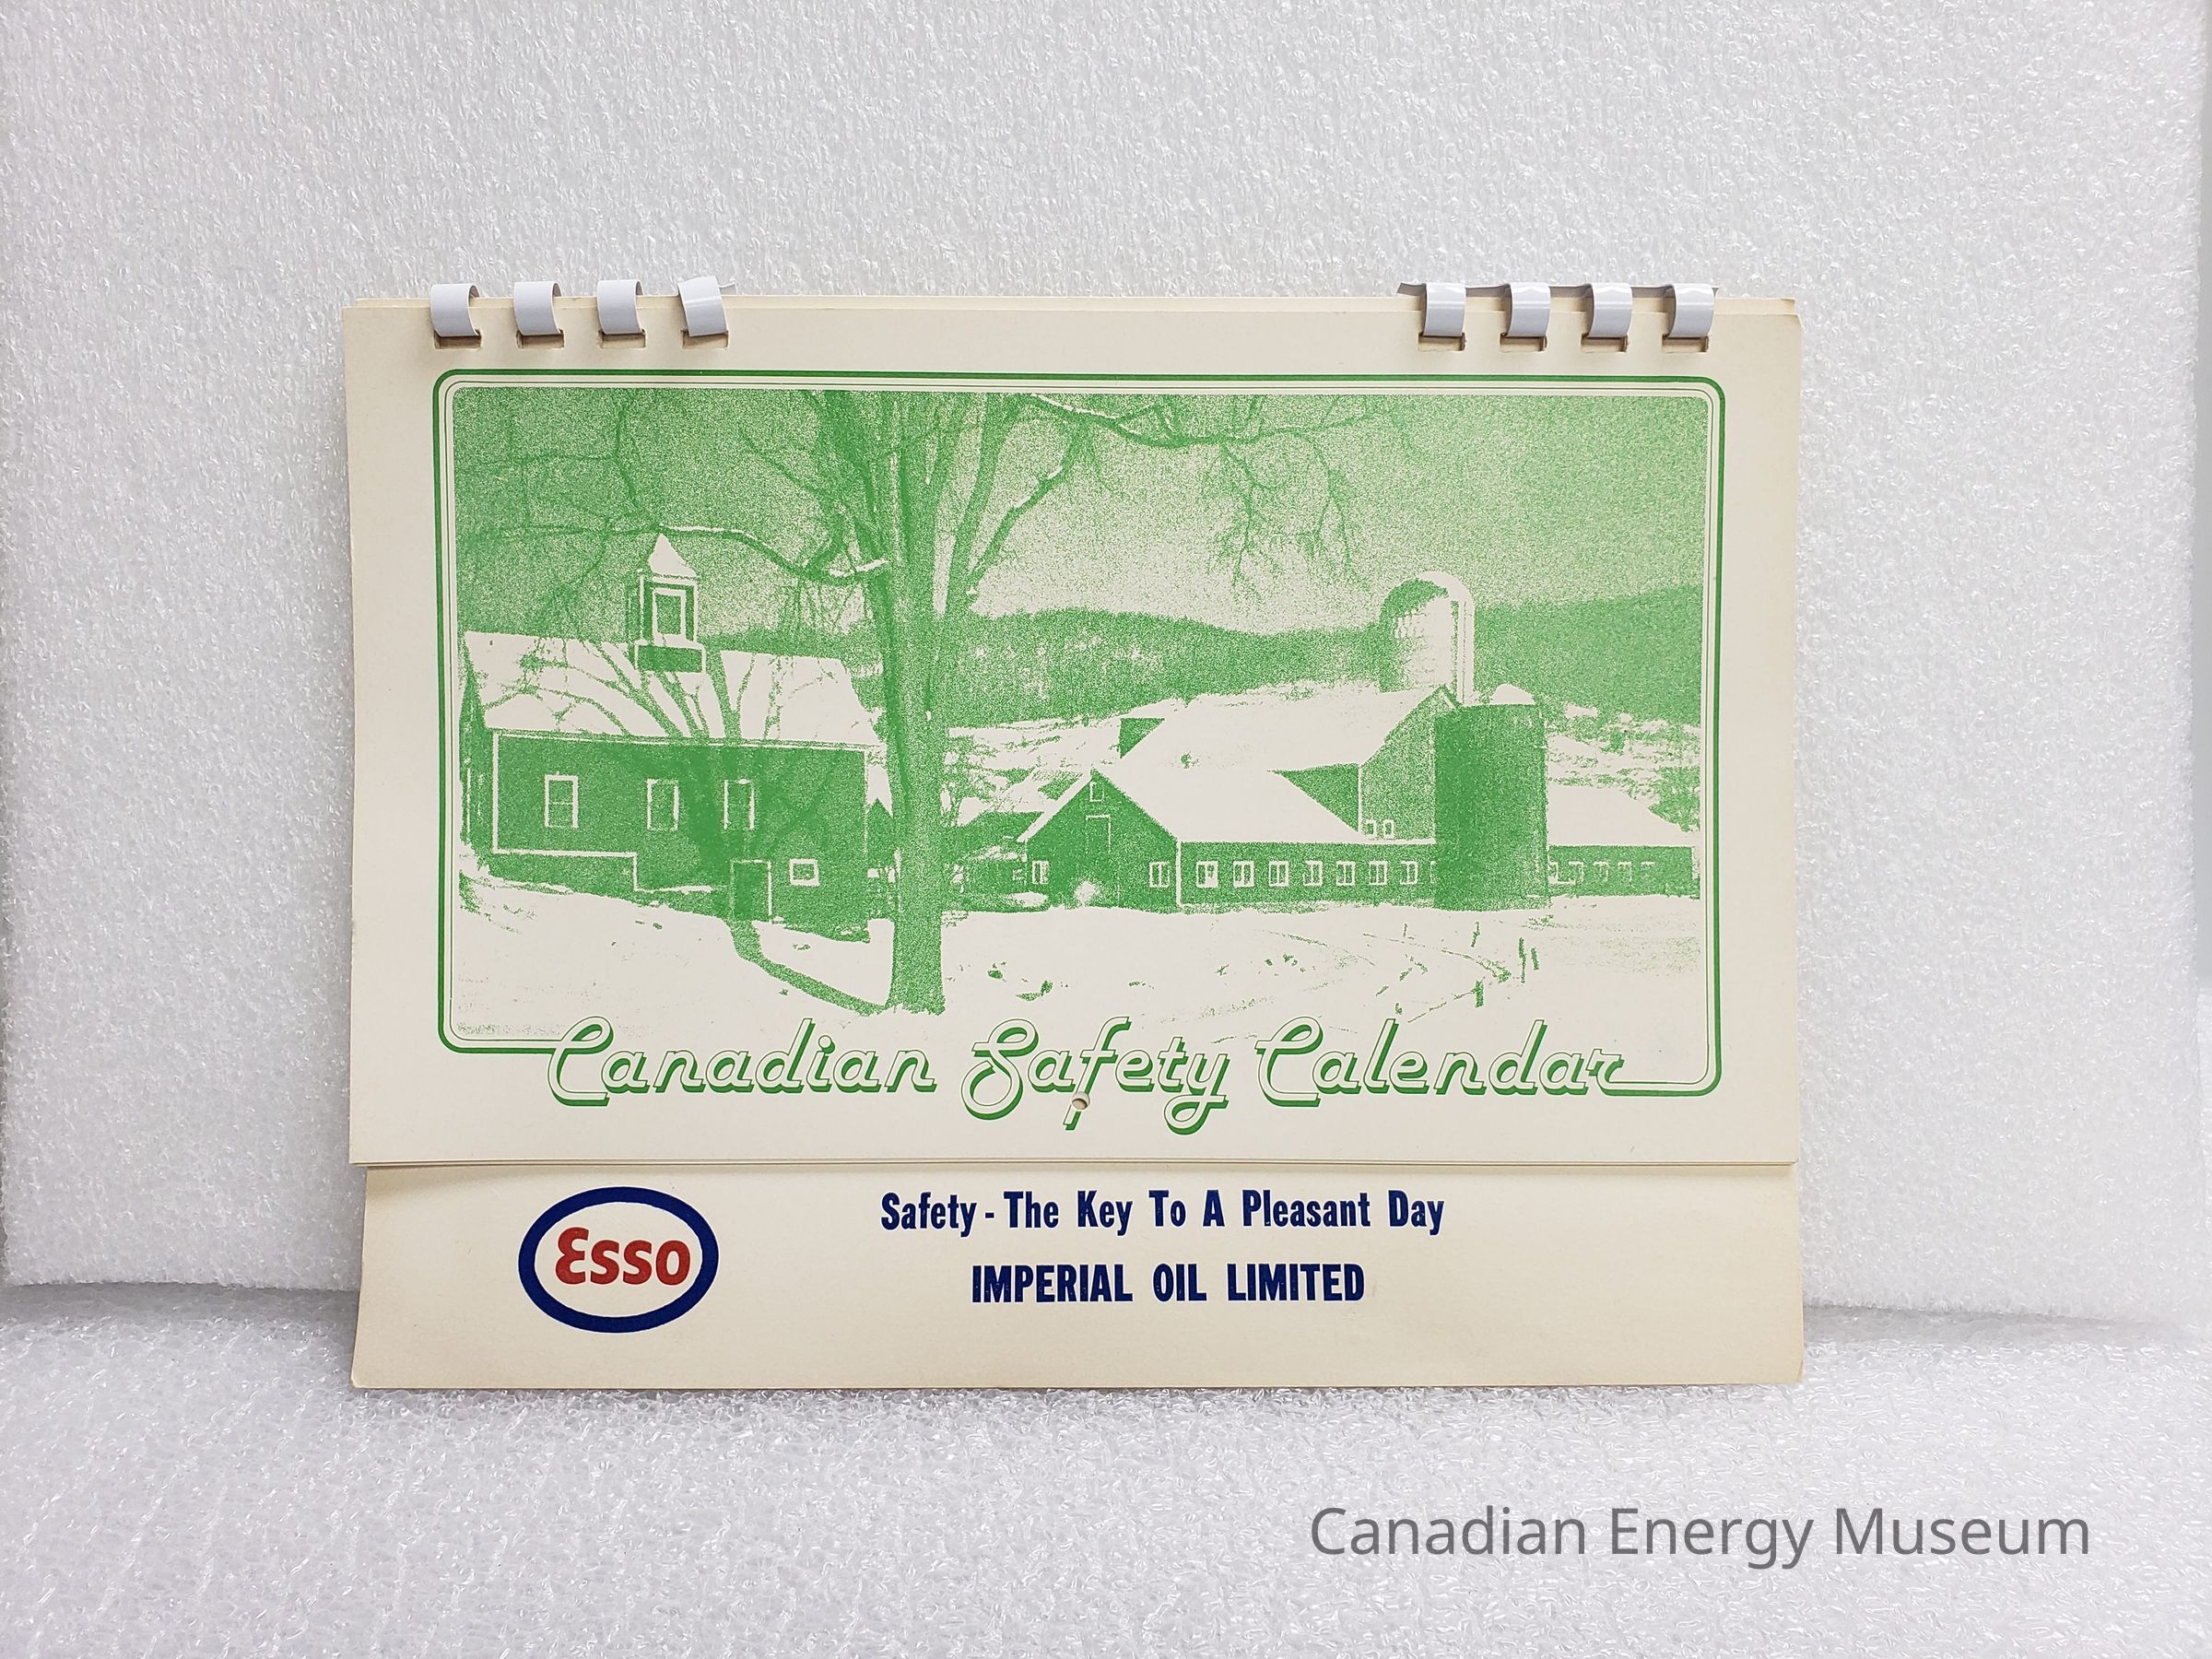 Canadian Safety Calendar
Esso
Safety - The Key To A Pleasant Day
IMPERIAL OIL LIMITED
Canadian Energy Museum